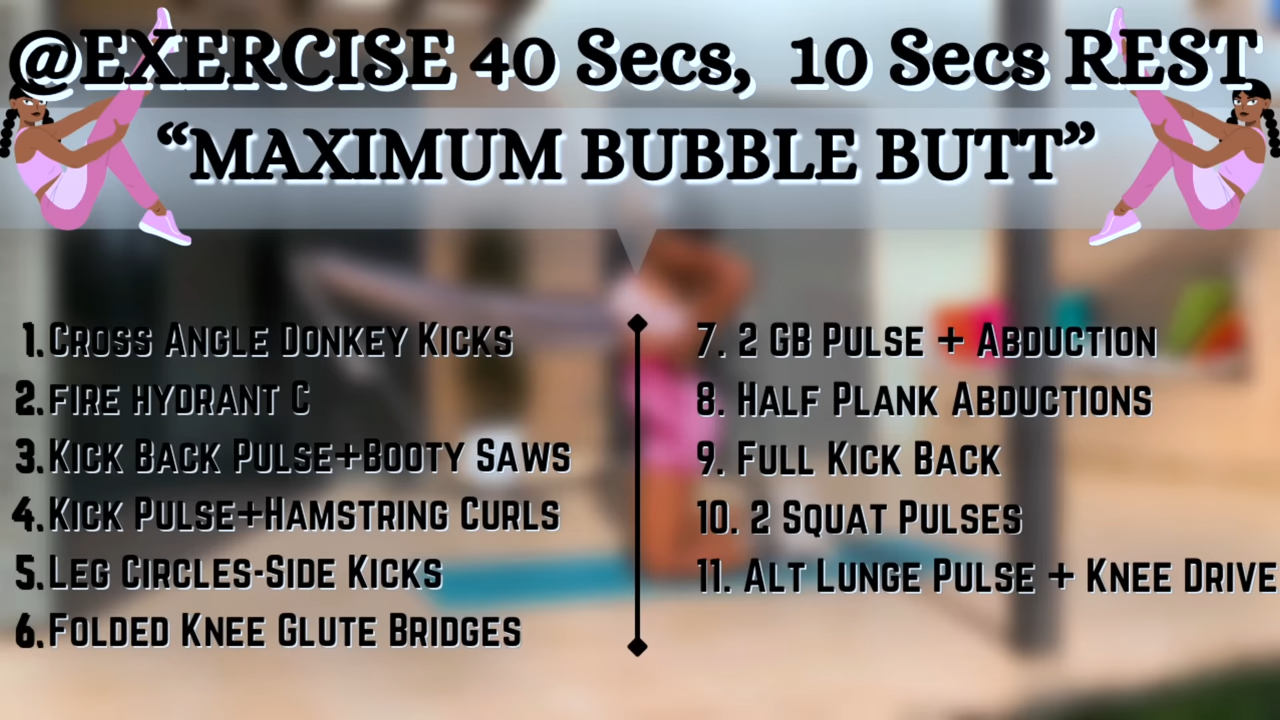 @EXERCISE 40 Secs, 10 Secs REST
“MAXIMUM BUBBLE BUTT”
1. CROSS ANGLE DONKEY KICKS
2. FIRE HYDRANT C
3. KICK BACK PULSE+BOOTY SAWS
4. KICK PULSE+HAMSTRING CURLS
5. LEG CIRCLES-SIDE KICKS
6. FOLDED KNEE GLUTE BRIDGES
7. 2 GB PULSE + ABDUCTION
8. HALF PLANK ABDUCTIONS
9. FULL KICK BACK
10. 2 SQUAT PULSES
11. ALT LUNGE PULSE + KNEE DRIVE